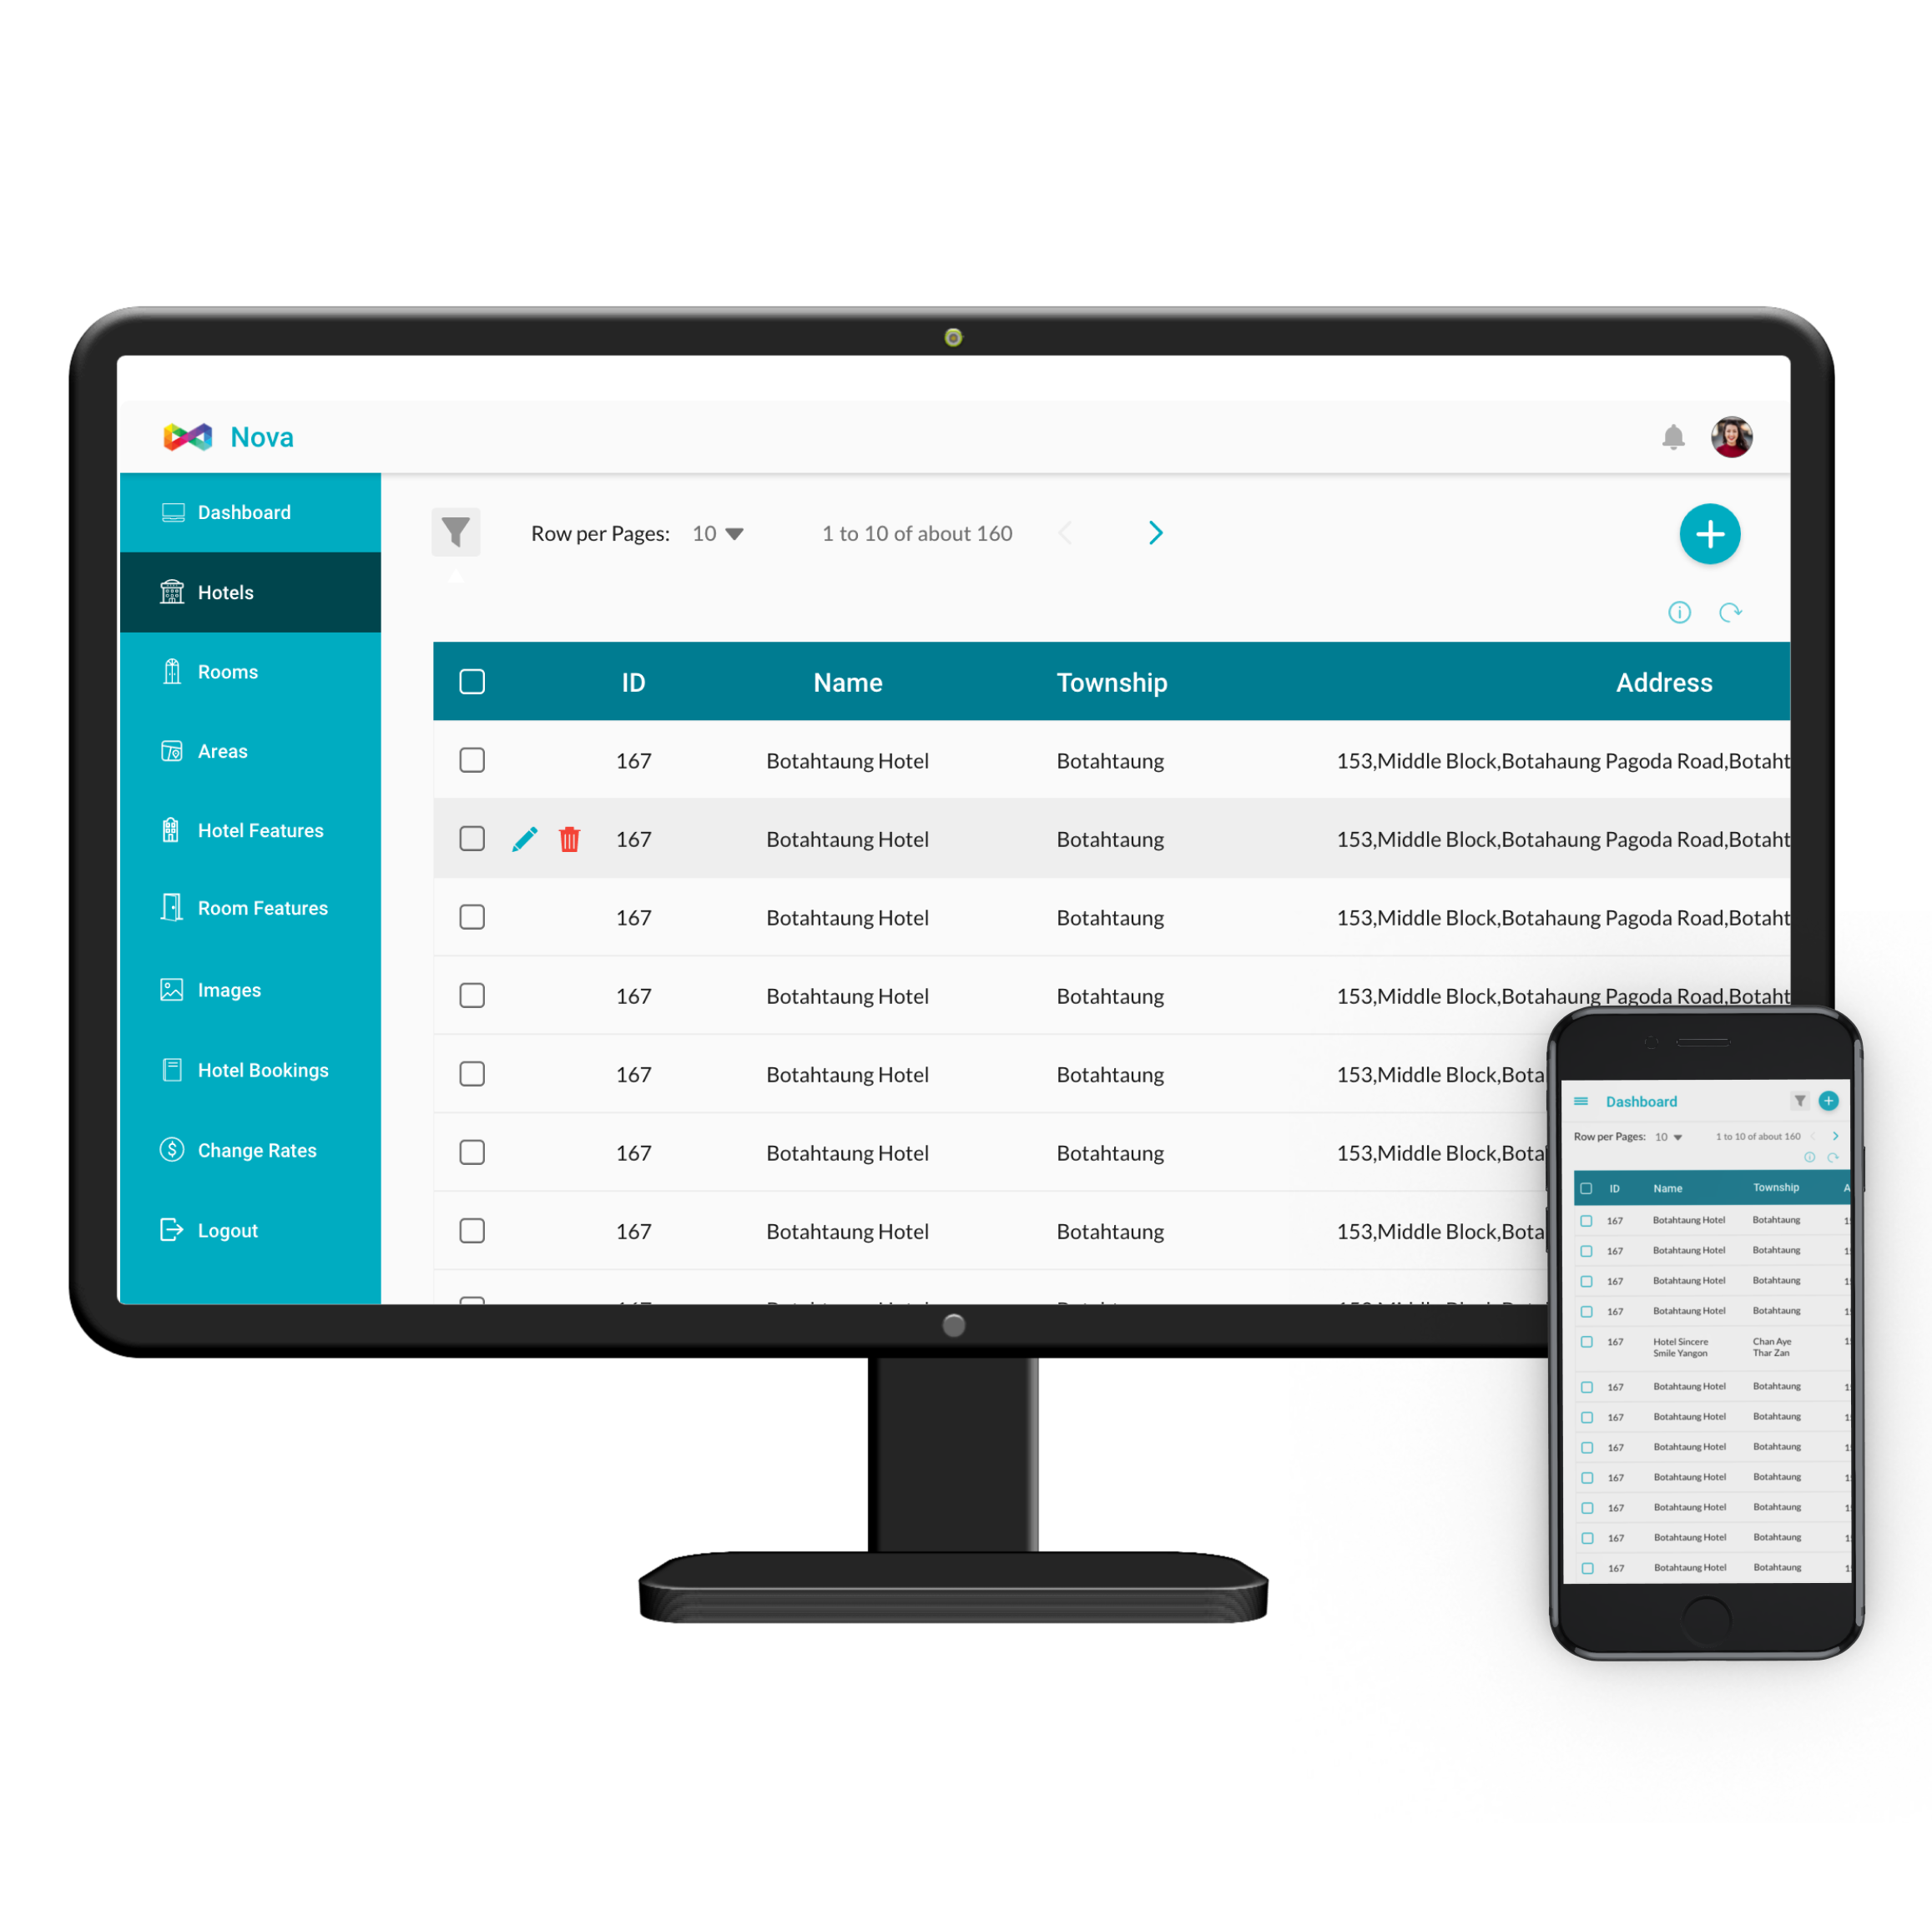 Nova
Dashboard
Hotels
Rooms
Areas
Hotel Features
Room Features
Images
Hotel Bookings
Change Rates
Logout
Row per Pages: 10 1 to 10 of about 160
ID Name Township Address
167 Botahtaung Hotel Botahtaung 153,Middle Block,Botahaung Pagoda Road,Botaht
167 Botahtaung Hotel Botahtaung 153,Middle Block,Botahaung Pagoda Road,Botaht
167 Botahtaung Hotel Botahtaung 153,Middle Block,Botahaung Pagoda Road,Botaht
167 Botahtaung Hotel Botahtaung 153,Middle Block,Botahaung Pagoda Road,Botaht
167 Botahtaung Hotel Botahtaung 153,Middle Block,Bota
167 Botahtaung Hotel Botahtaung 153,Middle Block,Bota
167 Botahtaung Hotel Botahtaung 153,Middle Block,Bota
Dashboard
Row per Pages: 10 1 to 10 of about 160
ID Name Township A
167 Botahtaung Hotel Botahtaung 1
167 Botahtaung Hotel Botahtaung 1
167 Botahtaung Hotel Botahtaung 1
167 Botahtaung Hotel Botahtaung 1
167 Hotel Sincere Chan Aye 1
Smile Yangon Thar Zan
167 Botahtaung Hotel Botahtaung 1
167 Botahtaung Hotel Botahtaung 1
167 Botahtaung Hotel Botahtaung 1
167 Botahtaung Hotel Botahtaung 1
167 Botahtaung Hotel Botahtaung 1
167 Botahtaung Hotel Botahtaung 1
167 Botahtaung Hotel Botahtaung 1